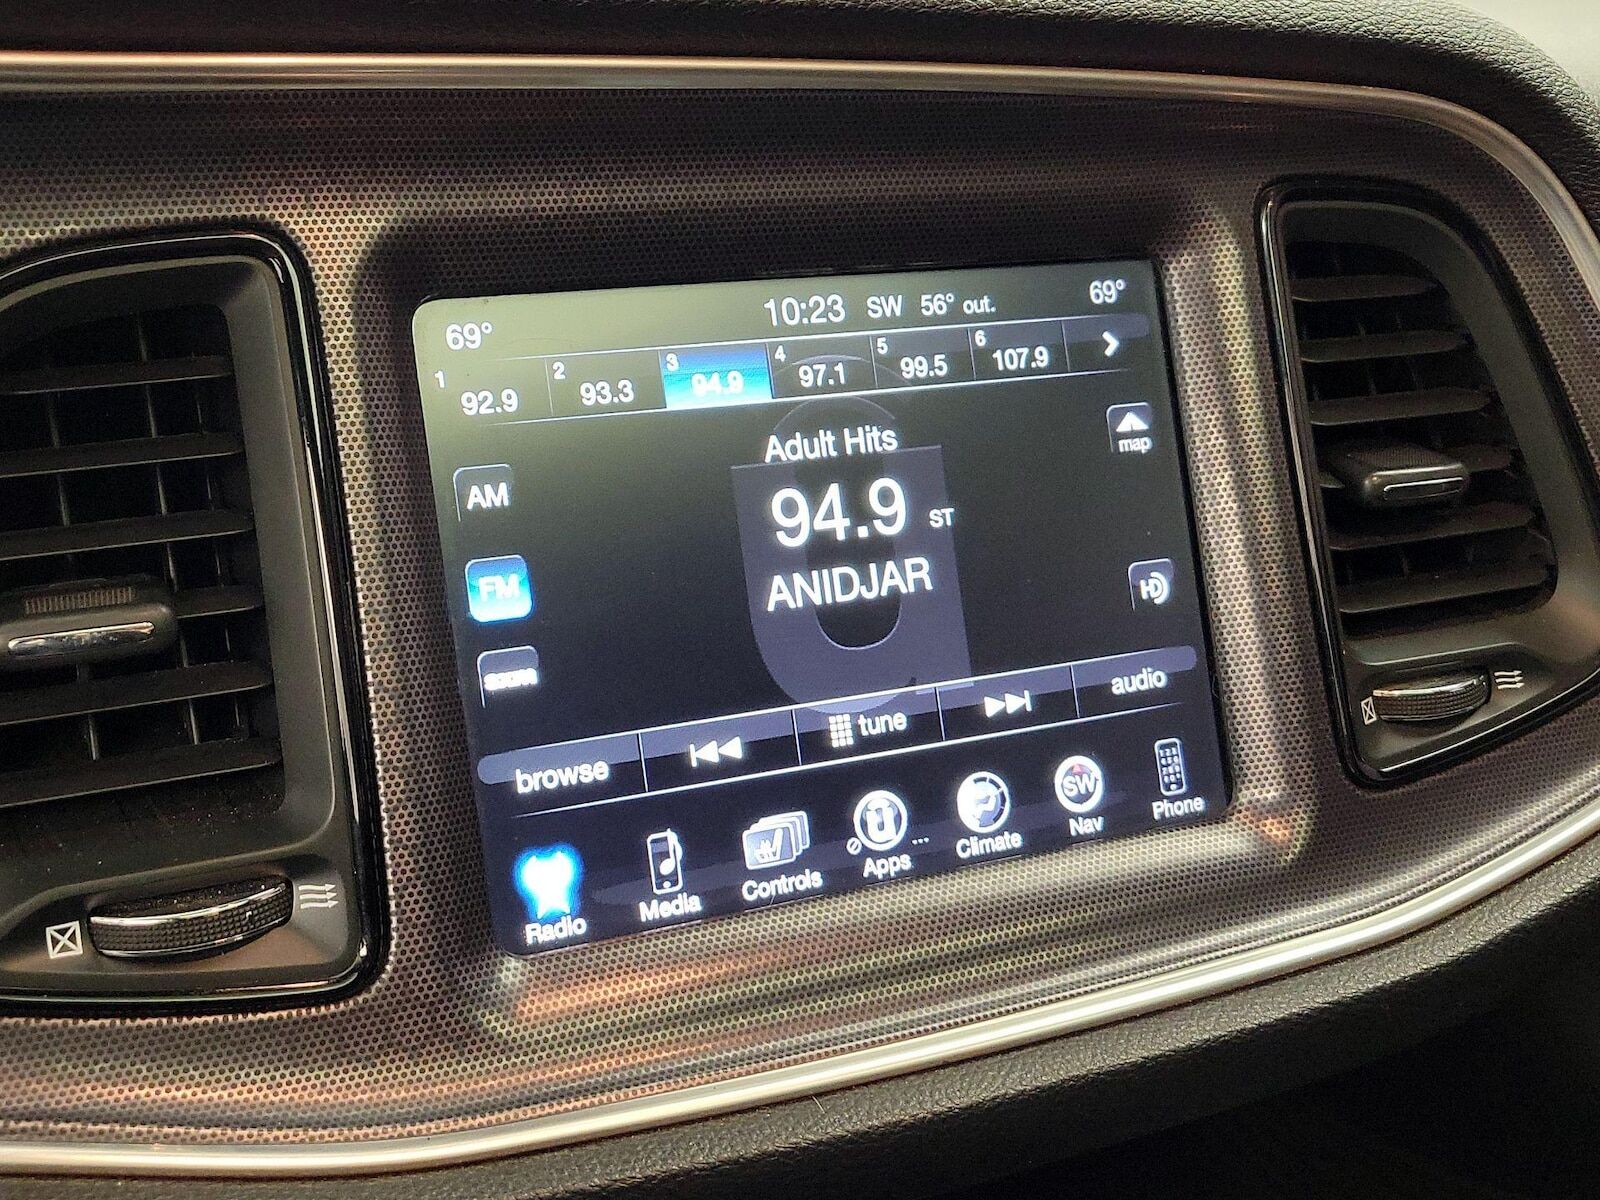 69° 10:23 SW 56° out. 69°
1 92.9 2 93.3 3 94.9 4 97.1 5 99.5 6 107.9
Adult Hits
map
AM
94.9 ST
FM
ANIDJAR
HD
browse tune audio
Radio Media Controls Apps ... Climate SW Nav Phone